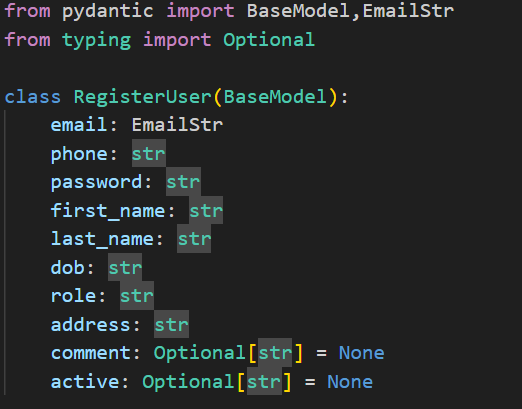 from pydantic import BaseModel,EmailStr
from typing import Optional
class RegisterUser(BaseModel):
    email: EmailStr
    phone: str
    password: str
    first_name: str
    last_name: str
    dob: str
    role: str
    address: str
    comment: Optional[str] = None
    active: Optional[str] = None